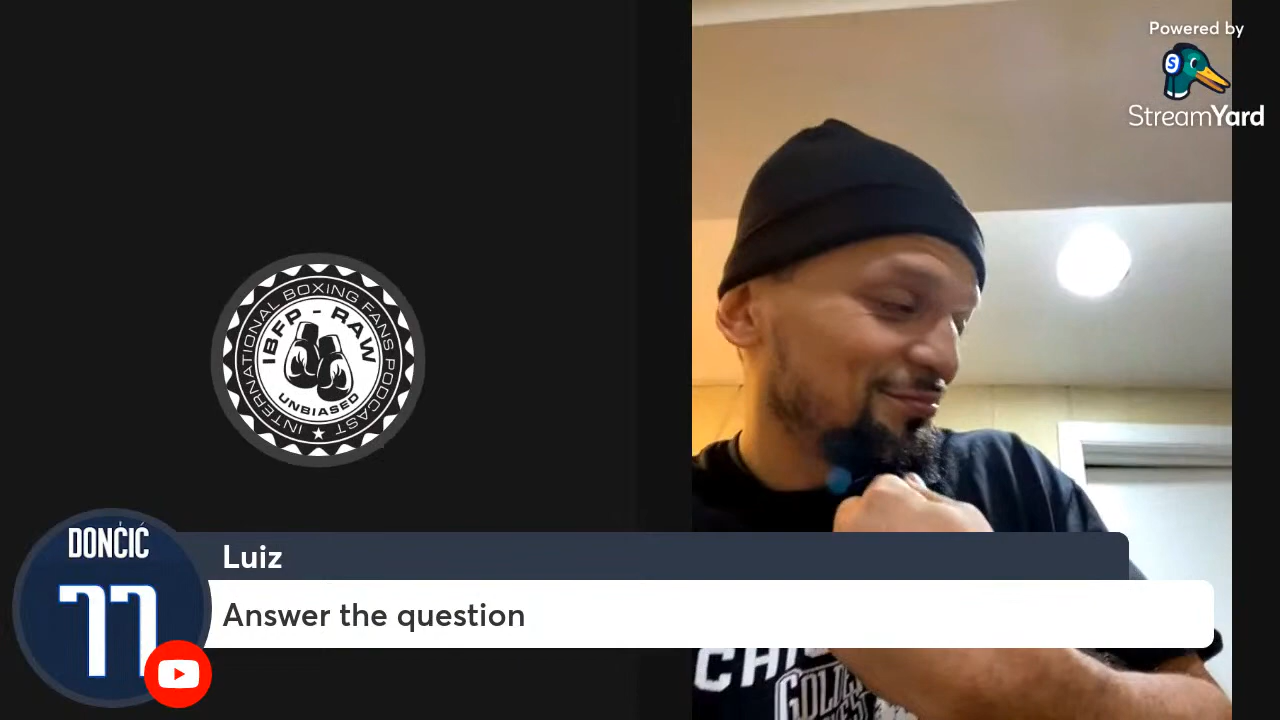 Powered by
StreamYard
INTERNATIONAL BOXING FANS PODCAST
IBFP - RAW
UNBIASED
DONČIĆ
77
Luiz
Answer the question